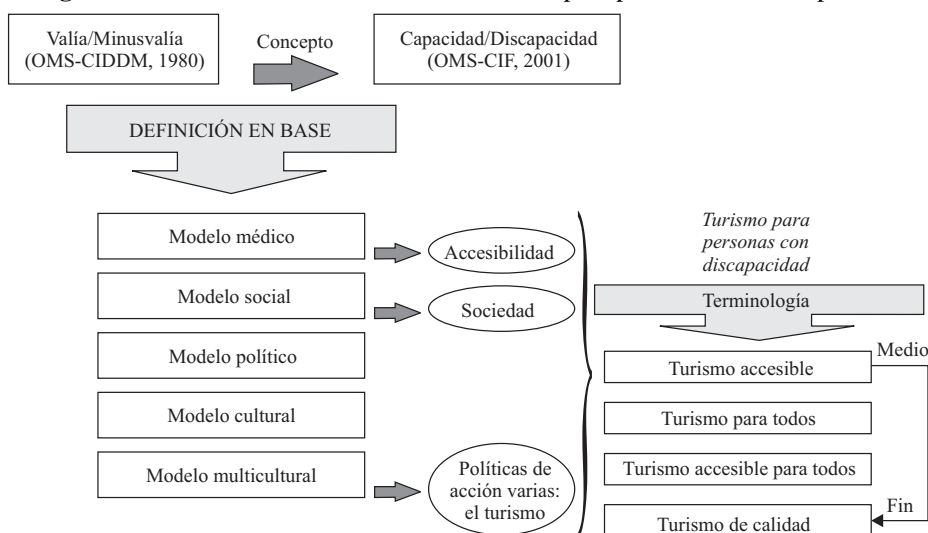 Valía/Minusvalía
(OMS-CIDDM, 1980)
Concepto
Capacidad/Discapacidad
(OMS-CIF, 2001)
DEFINICIÓN EN BASE
Modelo médico
Accesibilidad
Modelo social
Sociedad
Modelo político
Modelo cultural
Modelo multicultural
Políticas de
acción varias:
el turismo
Turismo para
personas con
discapacidad
Terminología
Turismo accesible
Medio
Turismo para todos
Turismo accesible para todos
Turismo de calidad
Fin